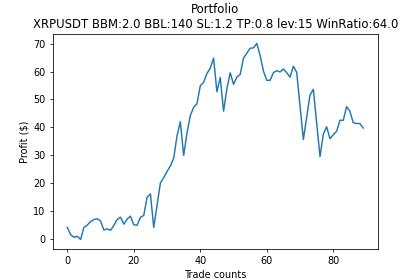 Portfolio
XRPUSDT BBM:2.0 BBL:140 SL:1.2 TP:0.8 lev:15 WinRatio:64.0
70
60
50
40
30
20
10
0
Profit ($)
0 20 40 60 80
Trade counts